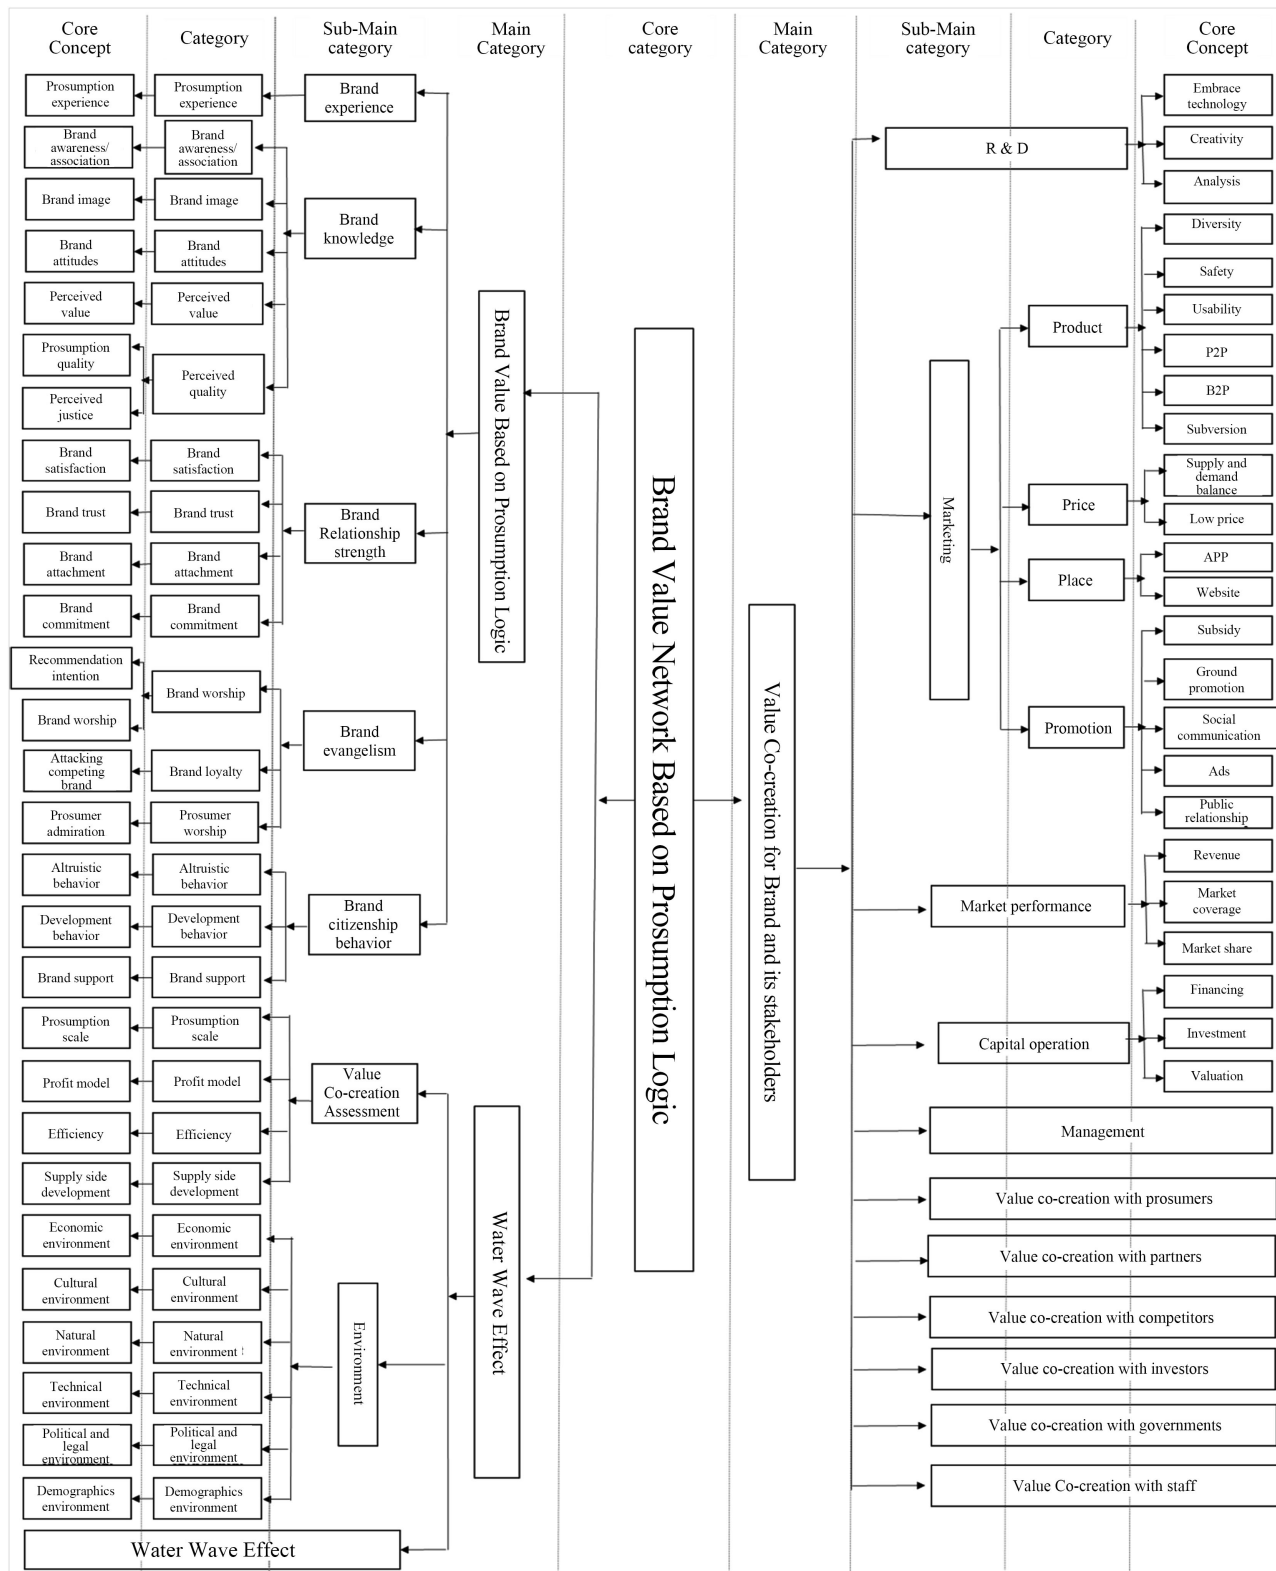 Core
Concept
Category
Sub-Main
category
Main
Category
Core
category
Main
Category
Sub-Main
category
Category
Core
Concept
Prosumption
experience
Prosumption
experience
Brand
experience
Brand
awareness/
association
Brand
awareness/
association
Brand image
Brand image
Brand
knowledge
Brand
attitudes
Brand
attitudes
Perceived
value
Perceived
value
Prosumption
quality
Perceived
quality
Perceived
justice
Brand
satisfaction
Brand
satisfaction
Brand trust
Brand trust
Brand
Relationship
strength
Brand
attachment
Brand
attachment
Brand
commitment
Brand
commitment
Recommendation
intention
Brand worship
Brand worship
Brand
evangelism
Attacking
competing
brand
Brand loyalty
Prosumer
admiration
Prosumer
worship
Altruistic
behavior
Altruistic
behavior
Development
behavior
Development
behavior
Brand
citizenship
behavior
Brand support
Brand support
Prosumption
scale
Prosumption
scale
Profit model
Profit model
Value
Co-creation
Assessment
Efficiency
Efficiency
Supply side
development
Supply side
development
Economic
environment
Economic
environment
Cultural
environment
Cultural
environment
Natural
environment
Natural
environment
Environment
Technical
environment
Technical
environment
Political and
legal
environment
Political and
legal
environment
Demographics
environment
Demographics
environment
Water Wave Effect
Brand Value Based on Prosumption Logic
Water Wave Effect
Brand Value Network Based on Prosumption Logic
Value Co-creation for Brand and its stakeholders
R & D
Embrace
technology
Creativity
Analysis
Marketing
Product
Diversity
Safety
Usability
P2P
B2P
Subversion
Price
Supply and
demand
balance
Low price
Place
APP
Website
Promotion
Subsidy
Ground
promotion
Social
communication
Ads
Public
relationship
Market performance
Revenue
Market
coverage
Market share
Capital operation
Financing
Investment
Valuation
Management
Value co-creation with prosumers
Value co-creation with partners
Value co-creation with competitors
Value co-creation with investors
Value co-creation with governments
Value Co-creation with staff